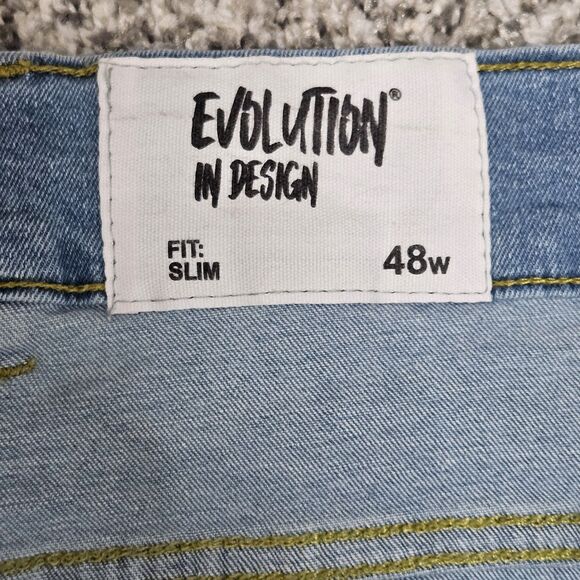 EVOLUTION®
IN DESIGN
FIT:
SLIM
48W